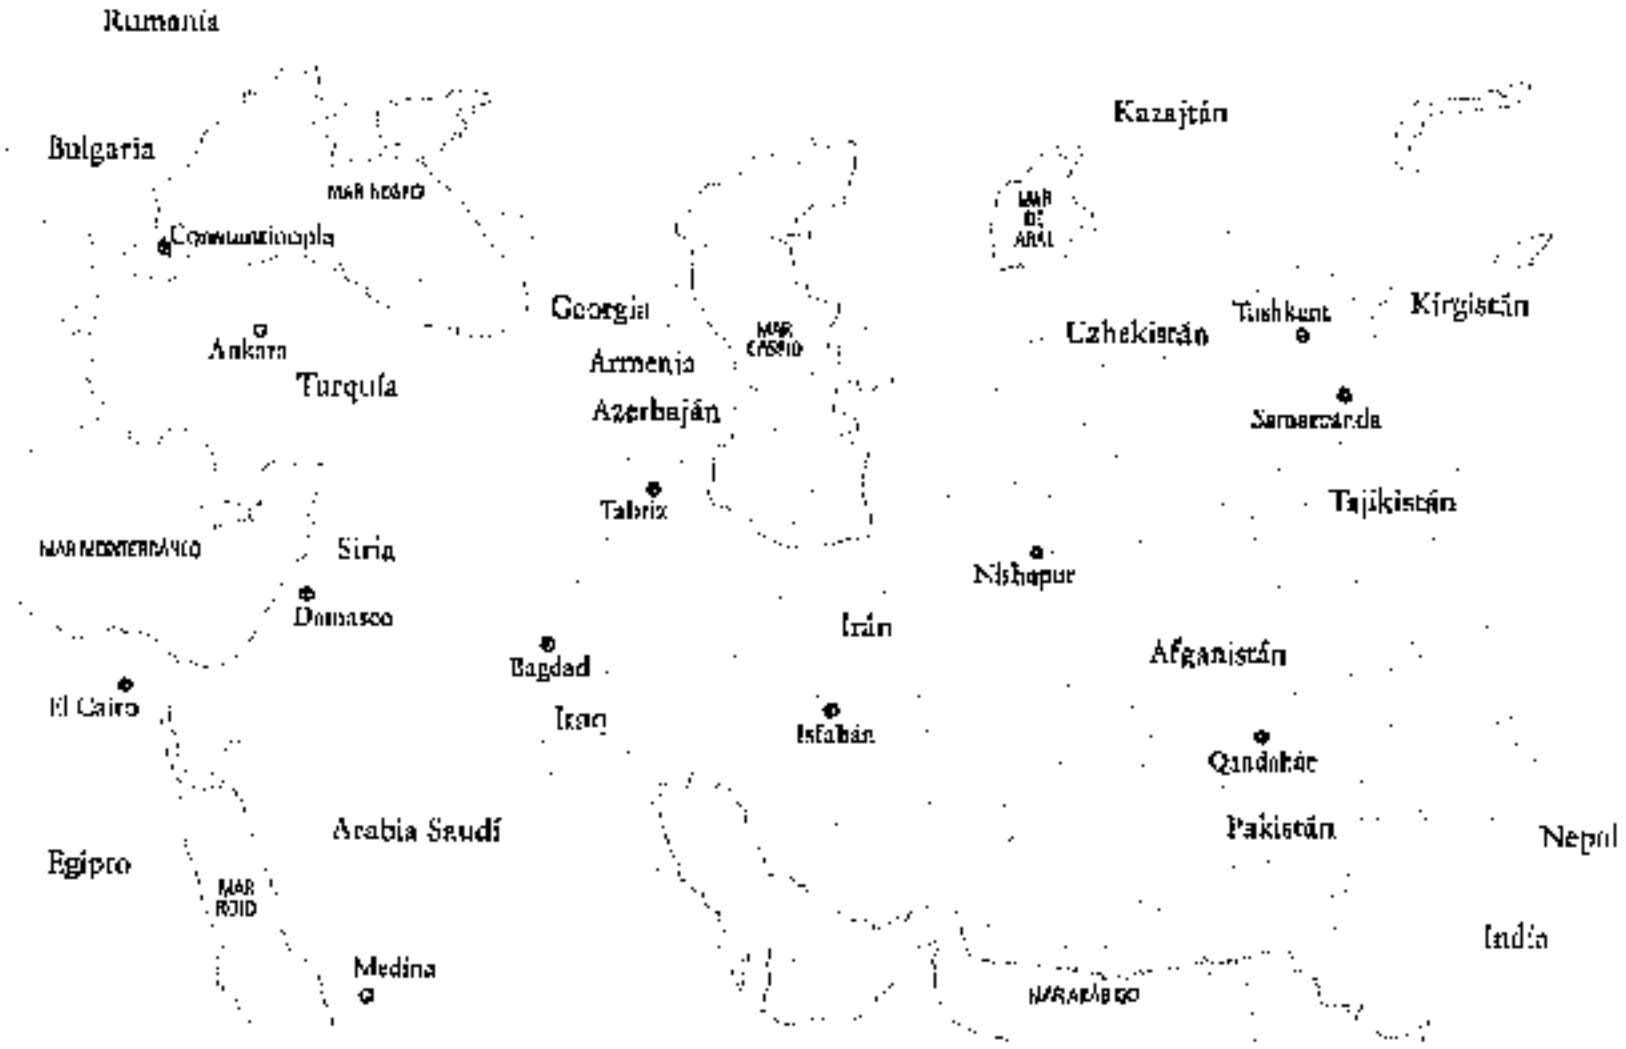 Rumanía
Kazajtán
Bulgaria
MAR NEGRO
MAR
DE
ARAL
Constantinopla
Georgia
Kirgistán
Tashkent
Uzbekistán
MAR
CASPIO
Ankara
Armenia
Turquía
Azerbaján
Samarcanda
Tabriz
Tajikistán
MAR MEDITERRÁNEO
Siria
Nishapur
Damasco
Irán
Bagdad
Afganistán
El Cairo
Iraq
Isfahán
Qandahár
Arabia Saudí
Pakistán
Nepal
Egipto
MAR
ROJO
India
Medina
MAR ARÁBIGO